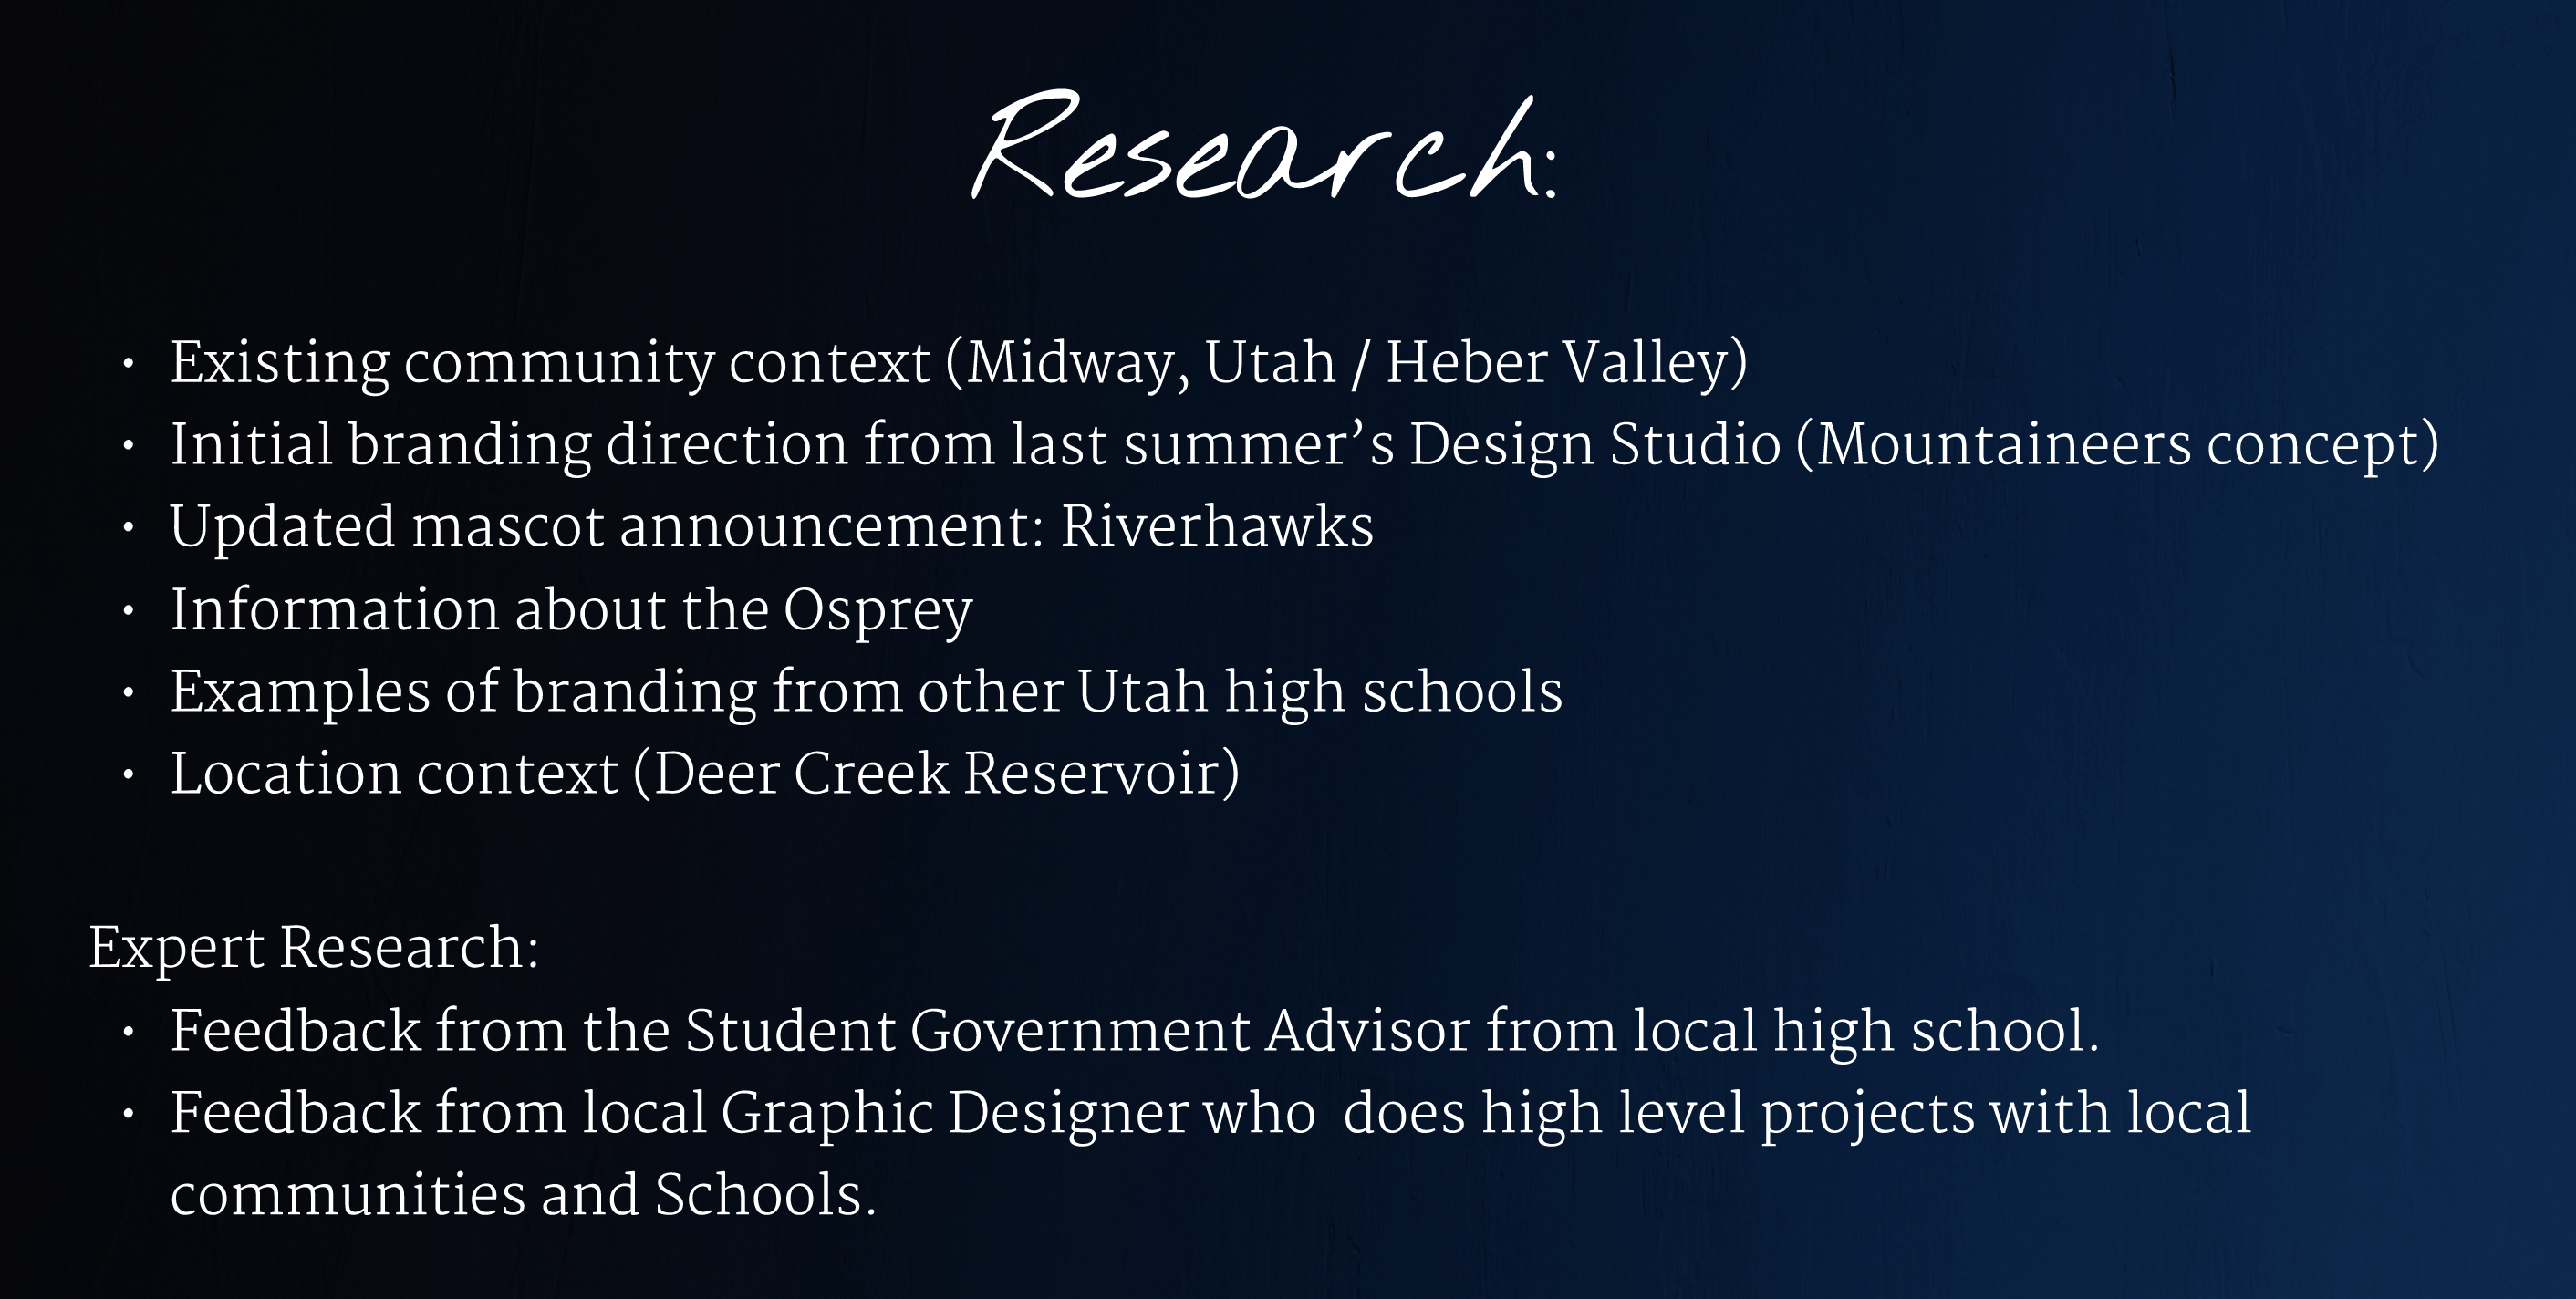 Research:
• Existing community context (Midway, Utah / Heber Valley)
• Initial branding direction from last summer’s Design Studio (Mountaineers concept)
• Updated mascot announcement: Riverhawks
• Information about the Osprey
• Examples of branding from other Utah high schools
• Location context (Deer Creek Reservoir)
Expert Research:
• Feedback from the Student Government Advisor from local high school.
• Feedback from local Graphic Designer who  does high level projects with local
communities and Schools.